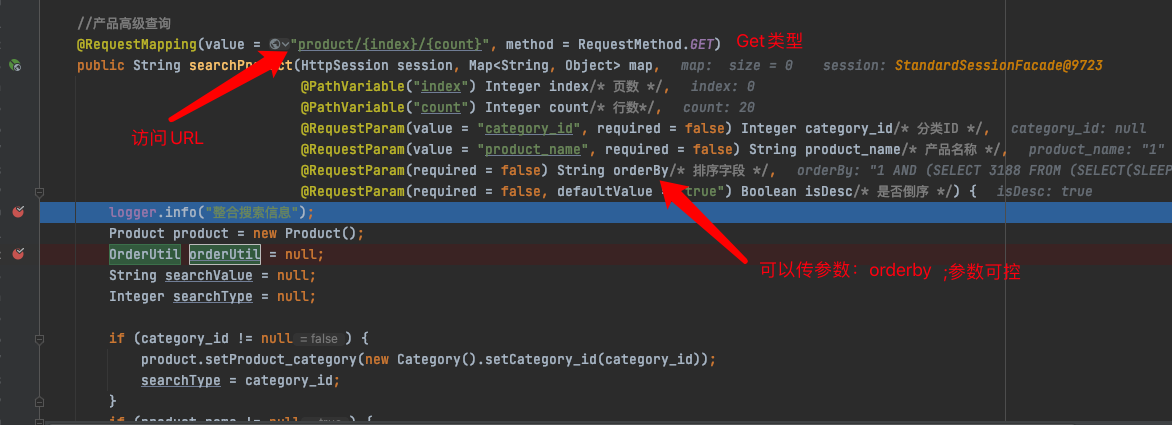 //产品高级查询
@RequestMapping(value = "product/{index}/{count}", method = RequestMethod.GET)
Get类型
public String searchProduct(HttpSession session, Map<String, Object> map, map: size = 0 session: StandardSessionFacade@9723
@PathVariable("index") Integer index/* 页数 */, index: 0
@PathVariable("count") Integer count/* 行数*/, count: 20
访问URL
@RequestParam(value = "category_id", required = false) Integer category_id/* 分类ID */, category_id: null
@RequestParam(value = "product_name", required = false) String product_name/* 产品名称 */, product_name: "1"
@RequestParam(required = false) String orderBy/* 排序字段 */, orderBy: "1 AND (SELECT 3188 FROM (SELECT(SLEEP
@RequestParam(required = false, defaultValue = "true") Boolean isDesc/* 是否倒序 */) { isDesc: true
logger.info("整合搜索信息");
Product product = new Product();
OrderUtil orderUtil = null;
可以传参数：orderby ;参数可控
String searchValue = null;
Integer searchType = null;
if (category_id != null = false ) {
product.setProduct_category(new Category().setCategory_id(category_id));
searchType = category_id;
}
if (product_name != null = true ) {